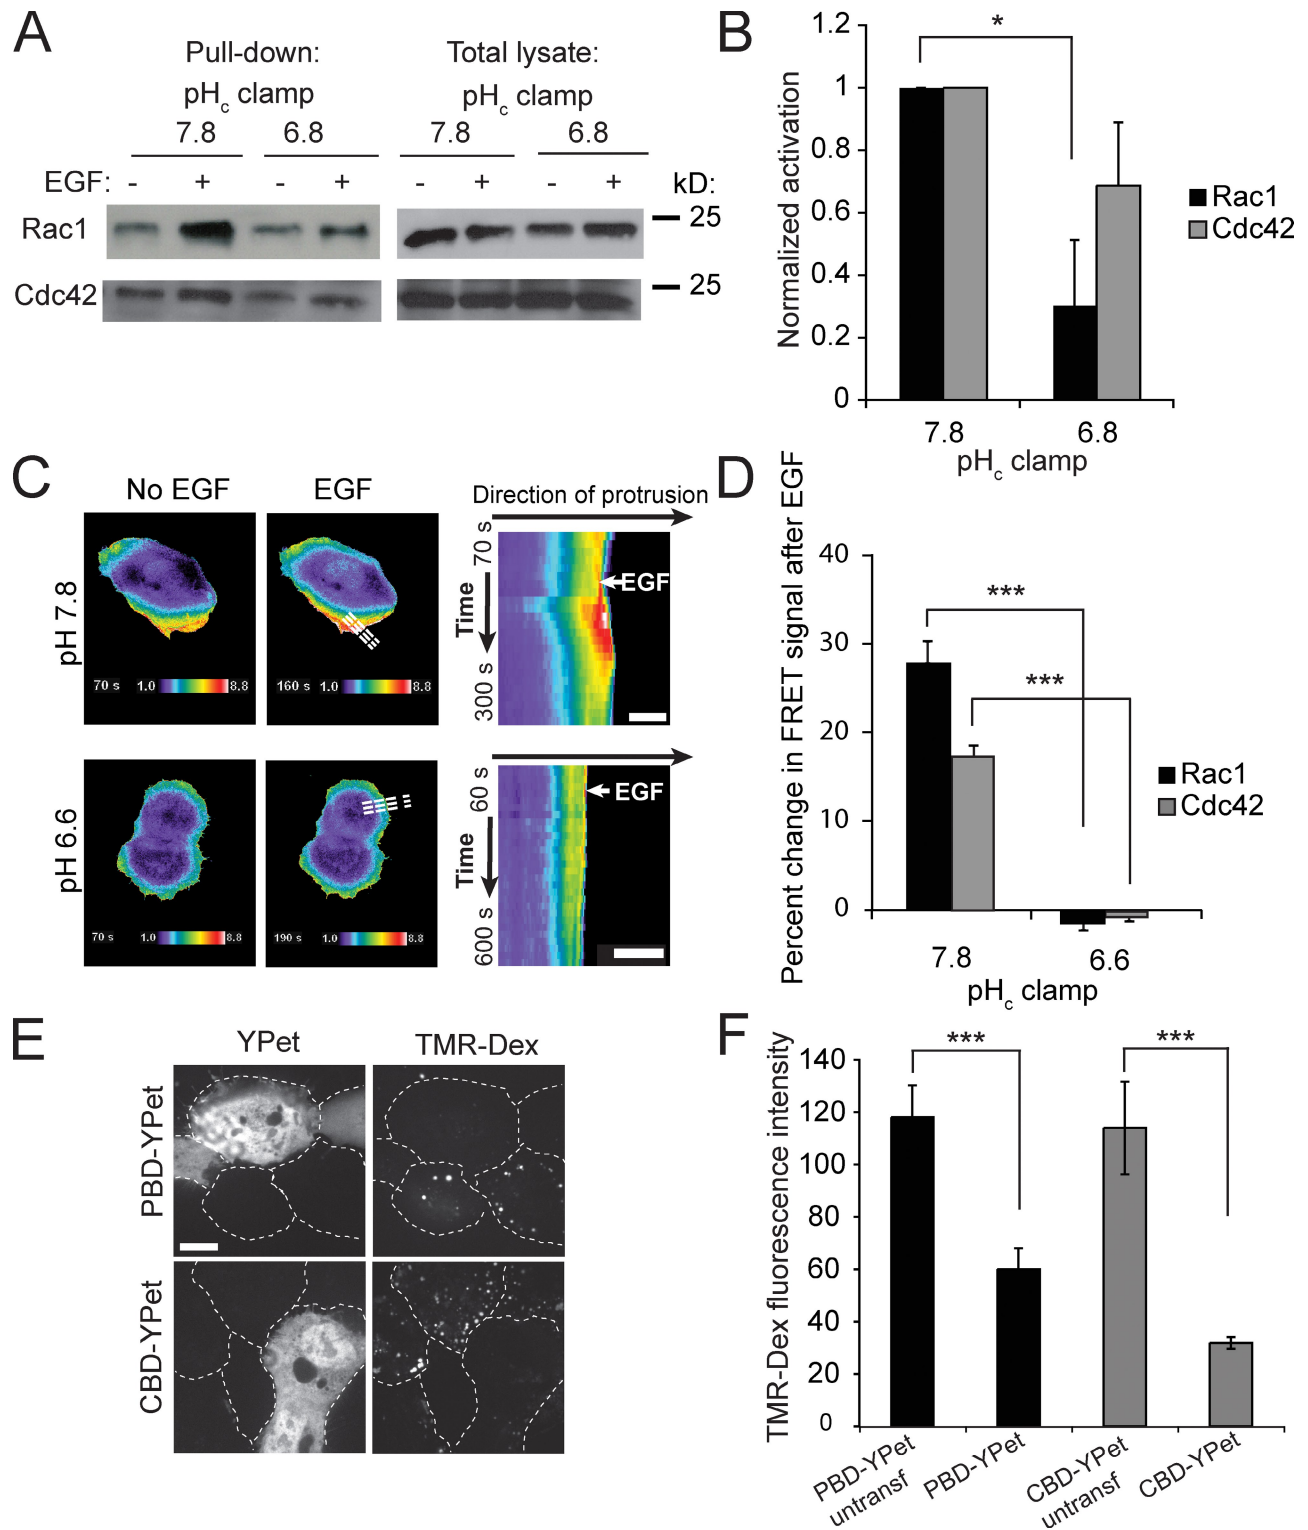 A
Pull-down:
pHc clamp
7.8 6.8
Total lysate:
pHc clamp
7.8 6.8
EGF: - + - + - + - + kD:
Rac1
25
Cdc42
25
B
Normalized activation
1.2
1
0.8
0.6
0.4
0.2
0
*
Rac1
Cdc42
7.8 6.8
pHc clamp
C
No EGF EGF
Direction of protrusion
pH 7.8
70 s 1.0 8.8
160 s 1.0 8.8
70 s
Time
300 s
EGF
pH 6.6
70 s 1.0 8.8
190 s 1.0 8.8
60 s
Time
600 s
EGF
D
Percent change in FRET signal after EGF
40
30
20
10
0
***
***
Rac1
Cdc42
7.8 6.6
pHc clamp
E
YPet TMR-Dex
PBD-YPet
CBD-YPet
F
TMR-Dex fluorescence intensity
140
120
100
80
60
40
20
0
*** ***
PBD-YPet
untransf
PBD-YPet
CBD-YPet
untransf
CBD-YPet